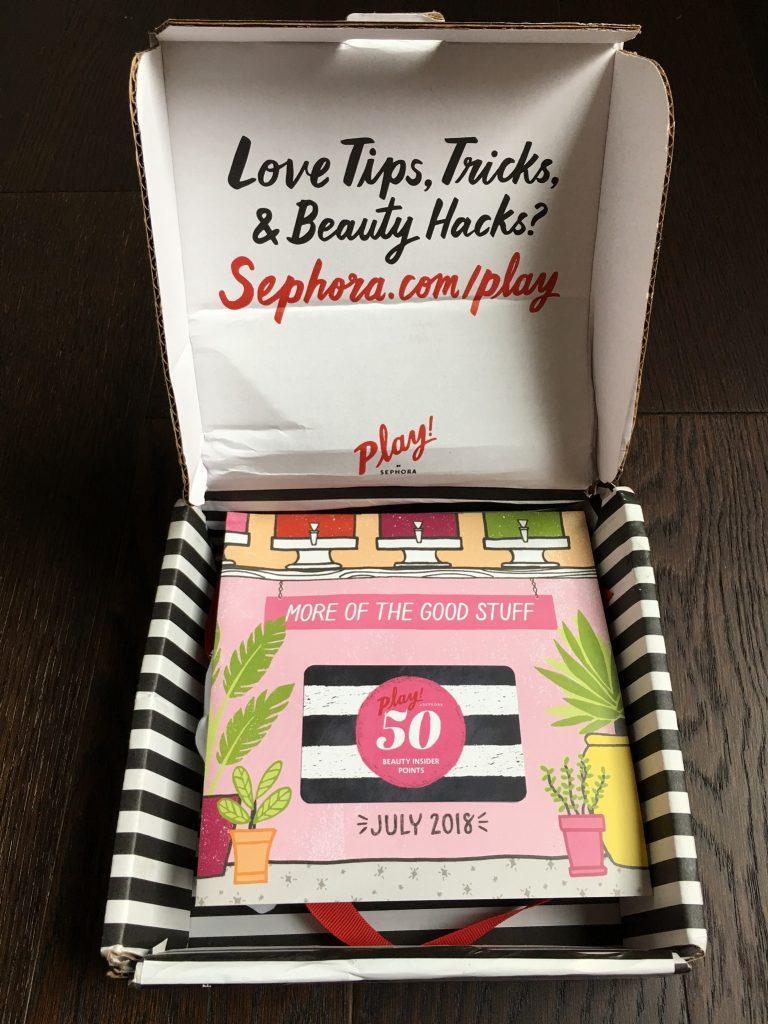 Love Tips, Tricks,
& Beauty Hacks?
Sephora.com/play
Play!
BY
SEPHORA
MORE OF THE GOOD STUFF
Play!
50
BEAUTY INSIDER
POINTS
JULY 2018